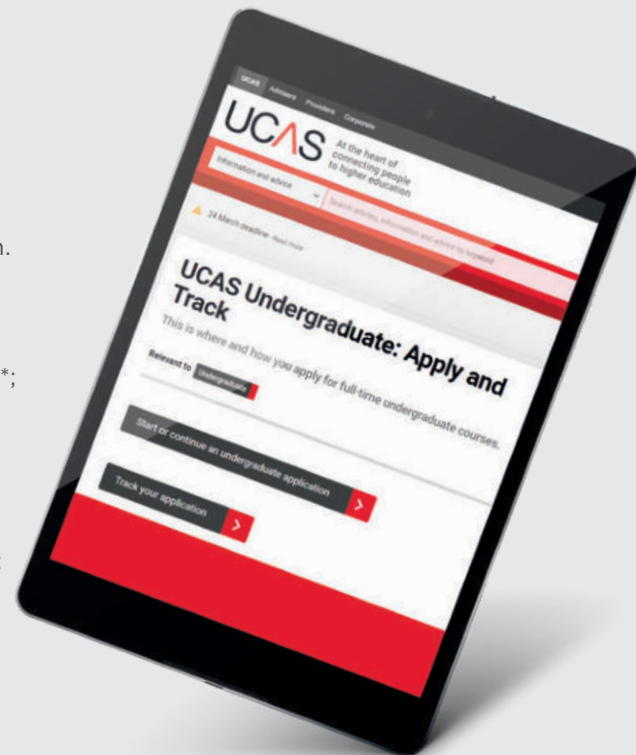 UCAS Advisers Providers Corporate
UCAS
At the heart of
connecting people
to higher education
Information and advice
Search articles, information and advice by keyword
24 March deadline Read more
UCAS Undergraduate: Apply and
Track
This is where and how you apply for full-time undergraduate courses.
Relevant to Undergraduate
Start or continue an undergraduate application
Track your application